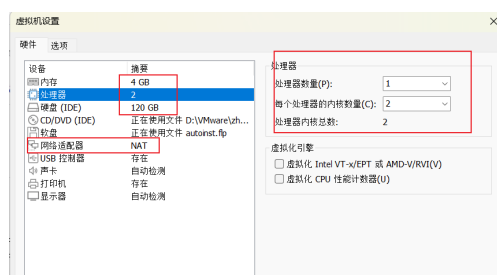 虚拟机设置
硬件 选项
设备 摘要
内存 4 GB
处理器 2
硬盘 (IDE) 120 GB
CD/DVD (IDE) 正在使用文件 D:\VMware\zh...
软盘 正在使用文件 autoinst.flp
网络适配器 NAT
USB 控制器 存在
声卡 自动检测
打印机 存在
显示器 自动检测
处理器
处理器数量(P): 1
每个处理器的内核数量(C): 2
处理器内核总数: 2
虚拟化引擎
虚拟化 Intel VT-x/EPT 或 AMD-V/RVI(V)
虚拟化 CPU 性能计数器(U)